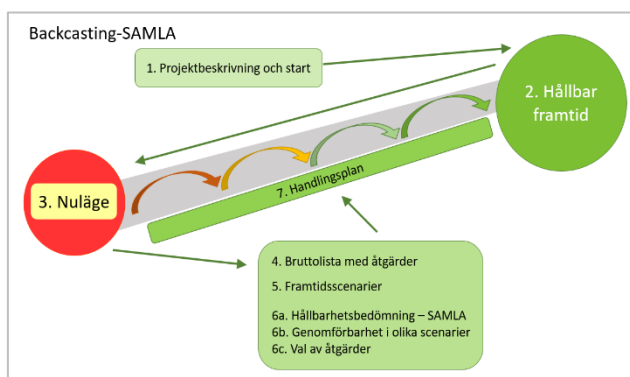 Backcasting-SAMLA
1. Projektbeskrivning och start
2. Hållbar
framtid
3. Nuläge
7. Handlingsplan
4. Bruttolista med åtgärder
5. Framtidsscenarier
6a. Hållbarhetsbedömning – SAMLA
6b. Genomförbarhet i olika scenarier
6c. Val av åtgärder